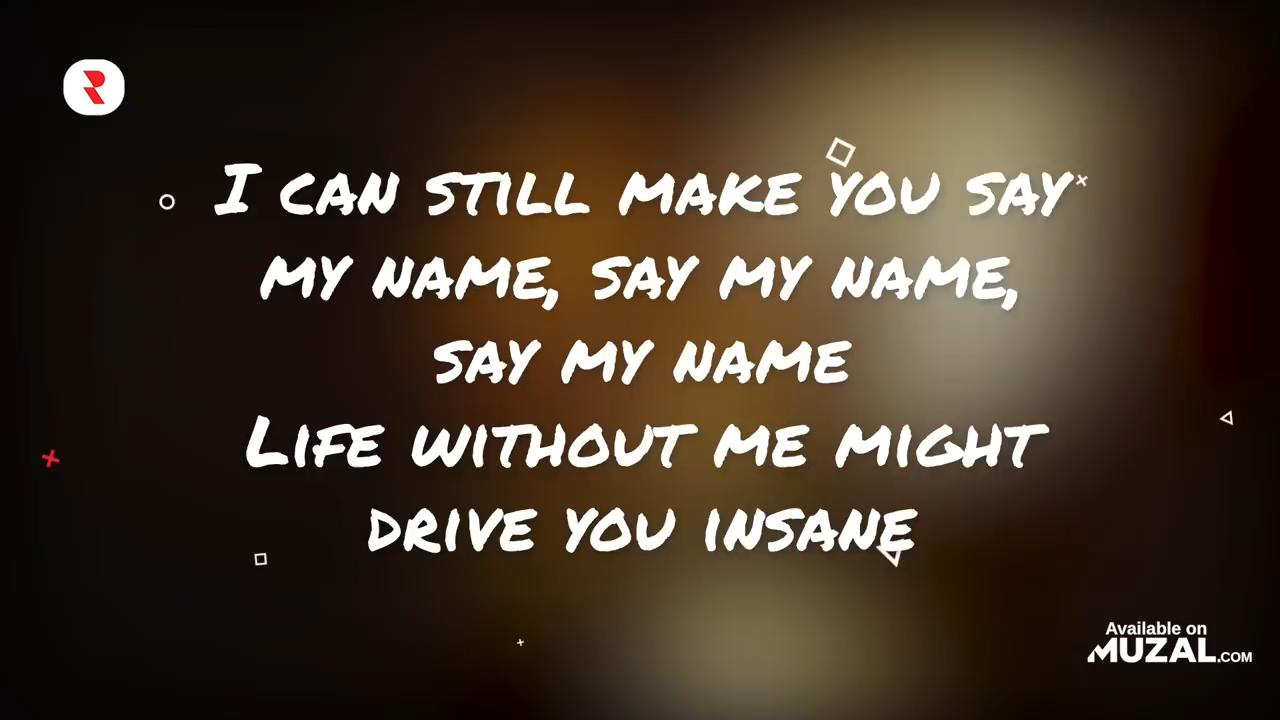 I can still make you say
my name, say my name,
say my name
Life without me might
drive you insane
Available on
MUZAL.COM